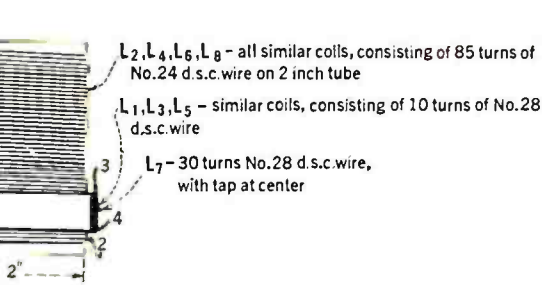 L2,L4,L6,L8 – all similar coils, consisting of 85 turns of
No.24 d.s.c.wire on 2 inch tube
L1,L3,L5 – similar coils, consisting of 10 turns of No.28
d.s.c.wire
3
L7 – 30 turns No.28 d.s.c.wire,
with tap at center
4
2
2"